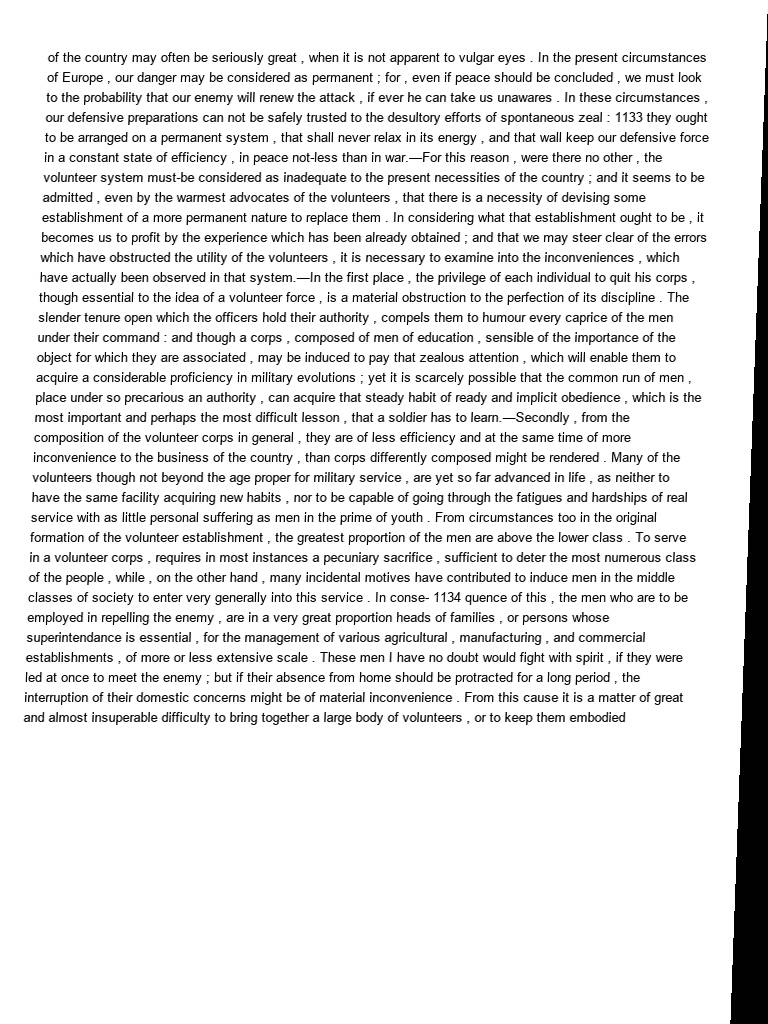 of the country may often be seriously great , when it is not apparent to vulgar eyes . In the present circumstances
of Europe , our danger may be considered as permanent ; for , even if peace should be concluded , we must look
to the probability that our enemy will renew the attack , if ever he can take us unawares . In these circumstances ,
our defensive preparations can not be safely trusted to the desultory efforts of spontaneous zeal : 1133 they ought
to be arranged on a permanent system , that shall never relax in its energy , and that wall keep our defensive force
in a constant state of efficiency , in peace not-less than in war.—For this reason , were there no other , the
volunteer system must-be considered as inadequate to the present necessities of the country ; and it seems to be
admitted , even by the warmest advocates of the volunteers , that there is a necessity of devising some
establishment of a more permanent nature to replace them . In considering what that establishment ought to be , it
becomes us to profit by the experience which has been already obtained ; and that we may steer clear of the errors
which have obstructed the utility of the volunteers , it is necessary to examine into the inconveniences , which
have actually been observed in that system.—In the first place , the privilege of each individual to quit his corps ,
though essential to the idea of a volunteer force , is a material obstruction to the perfection of its discipline . The
slender tenure open which the officers hold their authority , compels them to humour every caprice of the men
under their command : and though a corps , composed of men of education , sensible of the importance of the
object for which they are associated , may be induced to pay that zealous attention , which will enable them to
acquire a considerable proficiency in military evolutions ; yet it is scarcely possible that the common run of men ,
place under so precarious an authority , can acquire that steady habit of ready and implicit obedience , which is the
most important and perhaps the most difficult lesson , that a soldier has to learn.—Secondly , from the
composition of the volunteer corps in general , they are of less efficiency and at the same time of more
inconvenience to the business of the country , than corps differently composed might be rendered . Many of the
volunteers though not beyond the age proper for military service , are yet so far advanced in life , as neither to
have the same facility acquiring new habits , nor to be capable of going through the fatigues and hardships of real
service with as little personal suffering as men in the prime of youth . From circumstances too in the original
formation of the volunteer establishment , the greatest proportion of the men are above the lower class . To serve
in a volunteer corps , requires in most instances a pecuniary sacrifice , sufficient to deter the most numerous class
of the people , while , on the other hand , many incidental motives have contributed to induce men in the middle
classes of society to enter very generally into this service . In conse- 1134 quence of this , the men who are to be
employed in repelling the enemy , are in a very great proportion heads of families , or persons whose
superintendance is essential , for the management of various agricultural , manufacturing , and commercial
establishments , of more or less extensive scale . These men I have no doubt would fight with spirit , if they were
led at once to meet the enemy ; but if their absence from home should be protracted for a long period , the
interruption of their domestic concerns might be of material inconvenience . From this cause it is a matter of great
and almost insuperable difficulty to bring together a large body of volunteers , or to keep them embodied